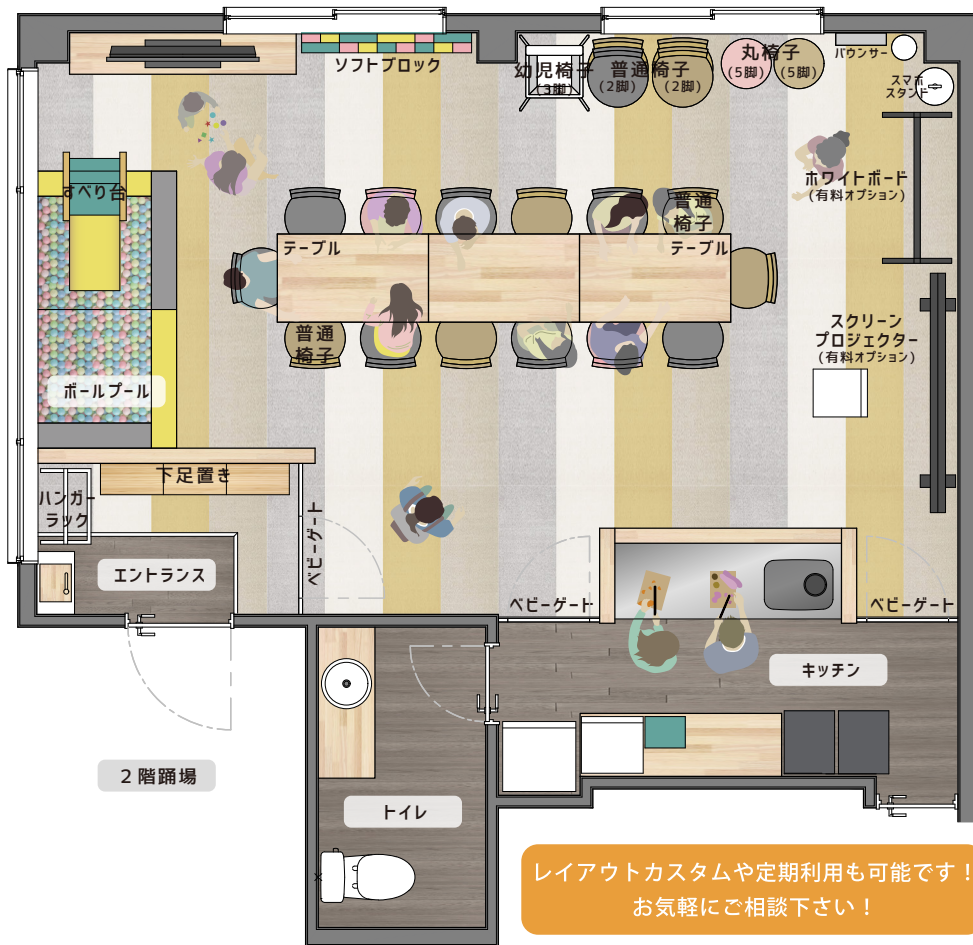 ソフトブロック
幼児椅子
(3脚)
普通椅子
(2脚)
(2脚)
丸椅子
(5脚)
(5脚)
バウンサー
スマホ
スタンド
すべり台
ホワイトボード
(有料オプション)
普通
椅子
テーブル
テーブル
普通
椅子
スクリーン
プロジェクター
(有料オプション)
ボールプール
下足置き
ハンガー
ラック
ベビーゲート
エントランス
ベビーゲート
ベビーゲート
キッチン
2階踊場
トイレ
レイアウトカスタムや定期利用も可能です！
お気軽にご相談下さい！